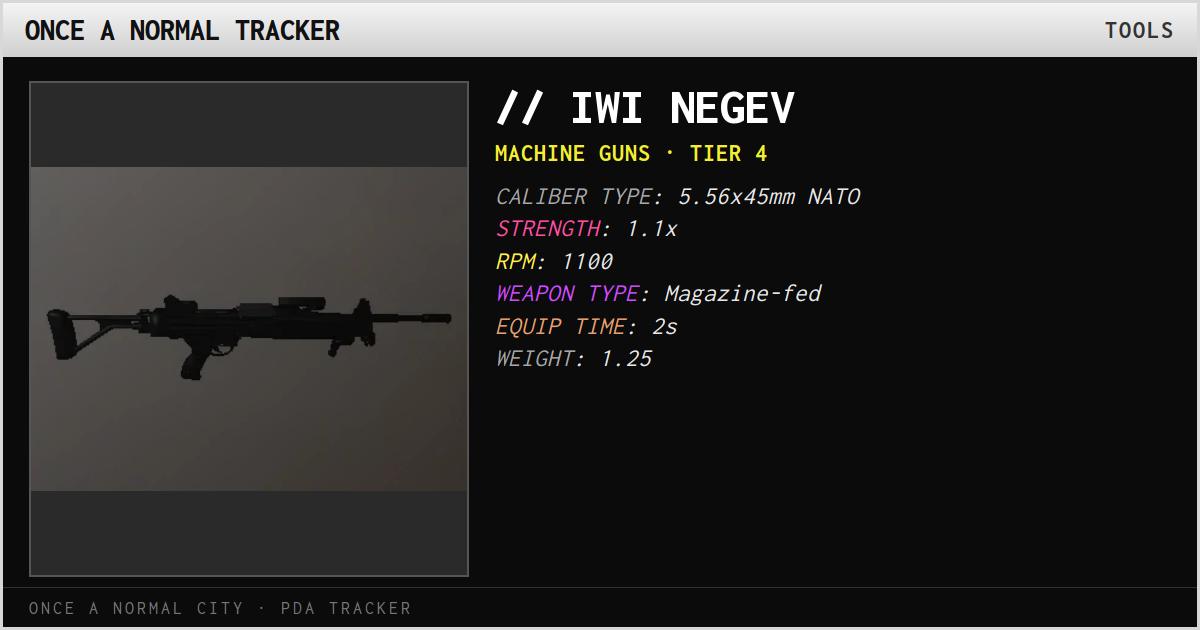 ONCE A NORMAL TRACKER
TOOLS
// IWI NEGEV
MACHINE GUNS · TIER 4
CALIBER TYPE: 5.56x45mm NATO
STRENGTH: 1.1x
RPM: 1100
WEAPON TYPE: Magazine-fed
EQUIP TIME: 2s
WEIGHT: 1.25
ONCE A NORMAL CITY · PDA TRACKER